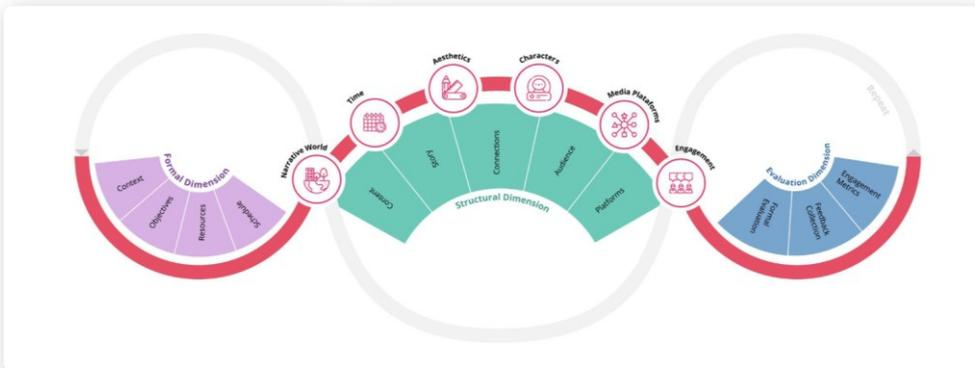 Formal Dimension
Context
Objectives
Resources
Schedule
Narrative World
Time
Aesthetics
Characters
Media Plataforms
Engagement
Content
Story
Connections
Audience
Platforms
Structural Dimension
Evaluation Dimension
Formal
Evaluation
Feedback
Collection
Engagement
Metrics
Repeat